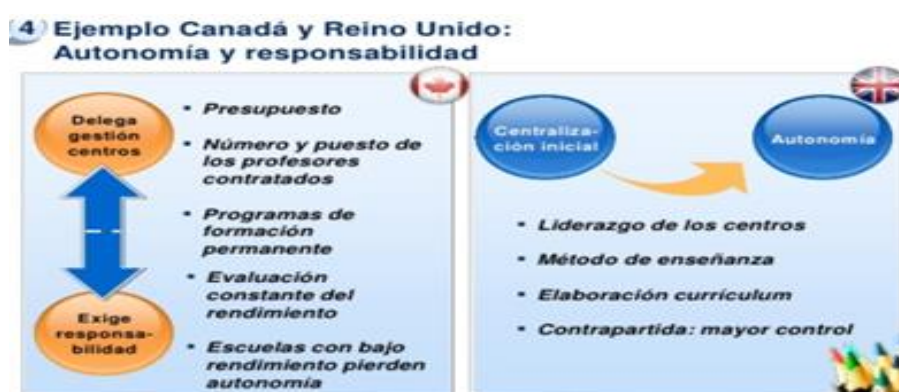 4 Ejemplo Canadá y Reino Unido:
Autonomía y responsabilidad
Delega
gestión
centros
Exige
responsa-
bilidad
▪ Presupuesto
▪ Número y puesto de
los profesores
contratados
▪ Programas de
formación
permanente
▪ Evaluación
constante del
rendimiento
▪ Escuelas con bajo
rendimiento pierden
autonomía
Centraliza-
ción inicial
Autonomía
▪ Liderazgo de los centros
▪ Método de enseñanza
▪ Elaboración currículum
▪ Contrapartida: mayor control